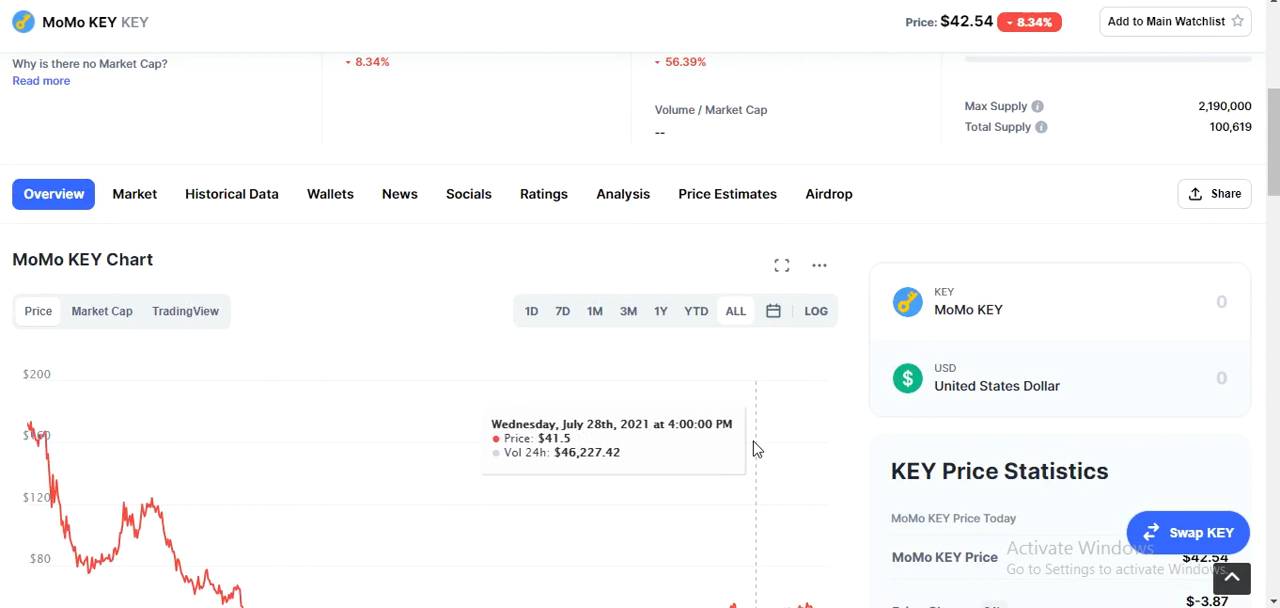 MoMo KEY KEY
Price: $42.54 8.34%
Add to Main Watchlist
Why is there no Market Cap?
Read more
8.34%
56.39%
Volume / Market Cap
--
Max Supply 2,190,000
Total Supply 100,619
Overview Market Historical Data Wallets News Socials Ratings Analysis Price Estimates Airdrop
Share
MoMo KEY Chart
Price Market Cap TradingView
1D 7D 1M 3M 1Y YTD ALL LOG
KEY
MoMo KEY 0
USD
United States Dollar 0
$200
$160
$120
$80
Wednesday, July 28th, 2021 at 4:00:00 PM
Price: $41.5
Vol 24h: $46,227.42
KEY Price Statistics
MoMo KEY Price Today
Swap KEY
MoMo KEY Price $42.54
Activate Windows
Go to Settings to activate Windows.
$-3.87